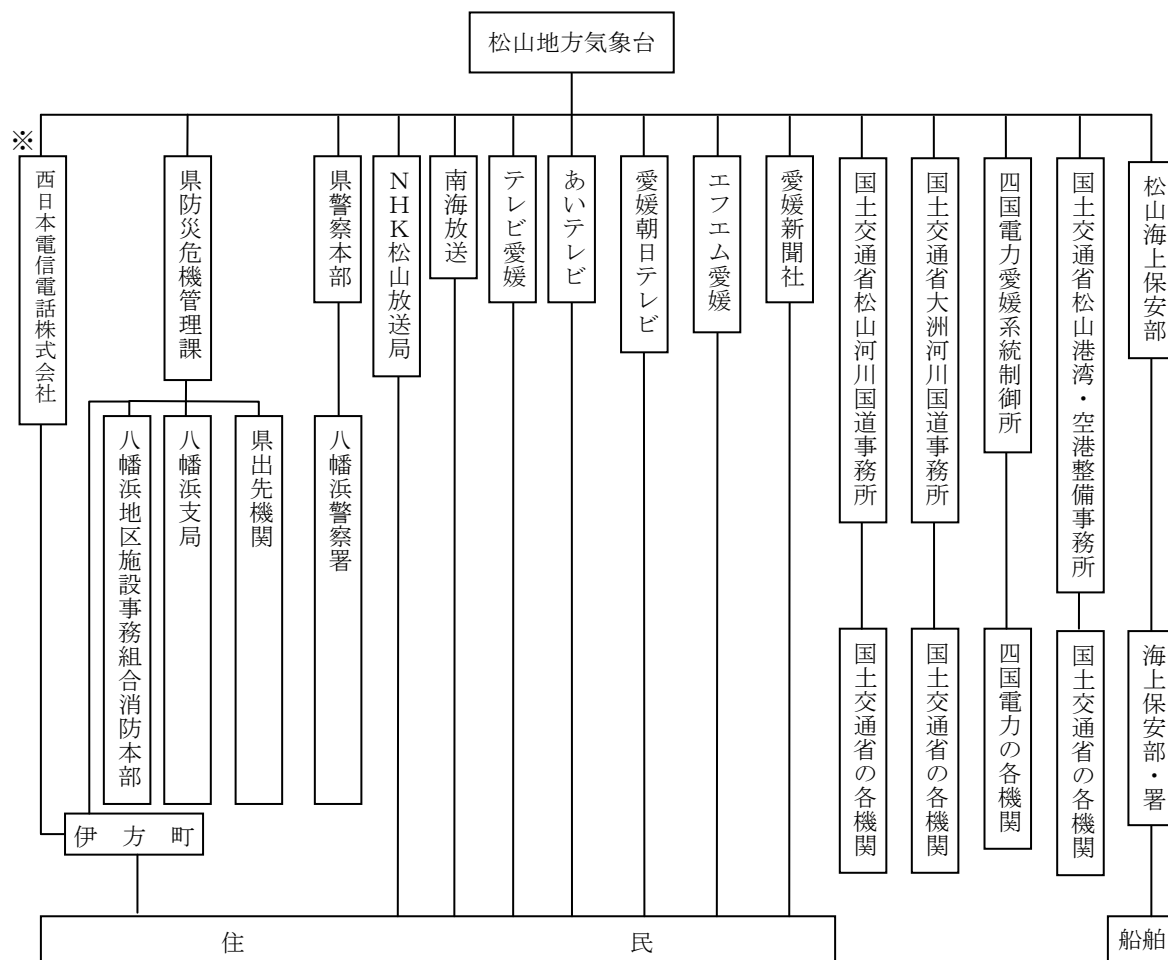 松山地方気象台
※
西日本電信電話株式会社
県防災危機管理課
県警察本部
NHK松山放送局
南海放送
テレビ愛媛
あいテレビ
愛媛朝日テレビ
エフエム愛媛
愛媛新聞社
国土交通省松山河川国道事務所
国土交通省大洲河川国道事務所
四国電力愛媛系統制御所
国土交通省松山港湾・空港整備事務所
松山海上保安部
八幡浜地区施設事務組合消防本部
八幡浜支局
県出先機関
八幡浜警察署
国土交通省の各機関
国土交通省の各機関
四国電力の各機関
国土交通省の各機関
海上保安部・署
伊方町
住民
船舶